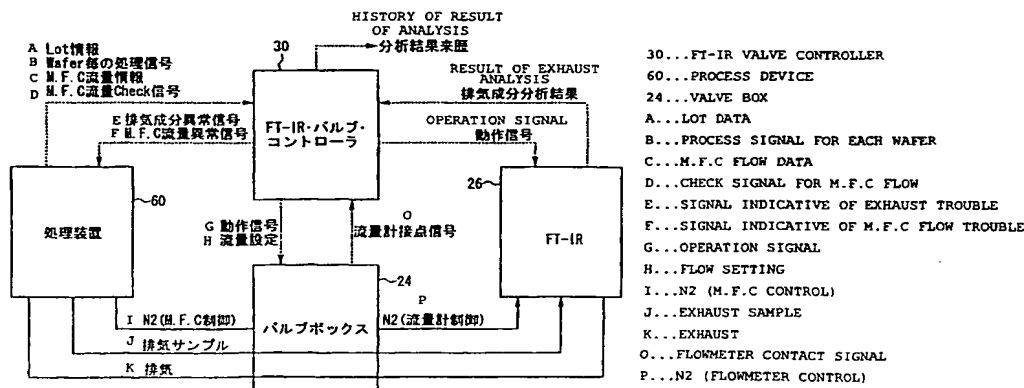 HISTORY OF RESULT
OF ANALYSIS
分析結果来歴
30
A Lot情報
B Wafer毎の処理信号
C M.F.C流量情報
D M.F.C流量Check信号
E 排気成分異常信号
F M.F.C流量異常信号
FT-IR・バルブ・
コントローラ
RESULT OF EXHAUST
ANALYSIS
排気成分分析結果
OPERATION SIGNAL
動作信号
60
処理装置
26
FT-IR
G 動作信号
H 流量設定
O
流量計接点信号
24
バルブボックス
I N2(M.F.C制御)
P
N2(流量計制御)
J 排気サンプル
K 排気
30...FT-IR VALVE CONTROLLER
60...PROCESS DEVICE
24...VALVE BOX
A...LOT DATA
B...PROCESS SIGNAL FOR EACH WAFER
C...M.F.C FLOW DATA
D...CHECK SIGNAL FOR M.F.C FLOW
E...SIGNAL INDICATIVE OF EXHAUST TROUBLE
F...SIGNAL INDICATIVE OF M.F.C FLOW TROUBLE
G...OPERATION SIGNAL
H...FLOW SETTING
I...N2 (M.F.C CONTROL)
J...EXHAUST SAMPLE
K...EXHAUST
O...FLOWMETER CONTACT SIGNAL
P...N2 (FLOWMETER CONTROL)